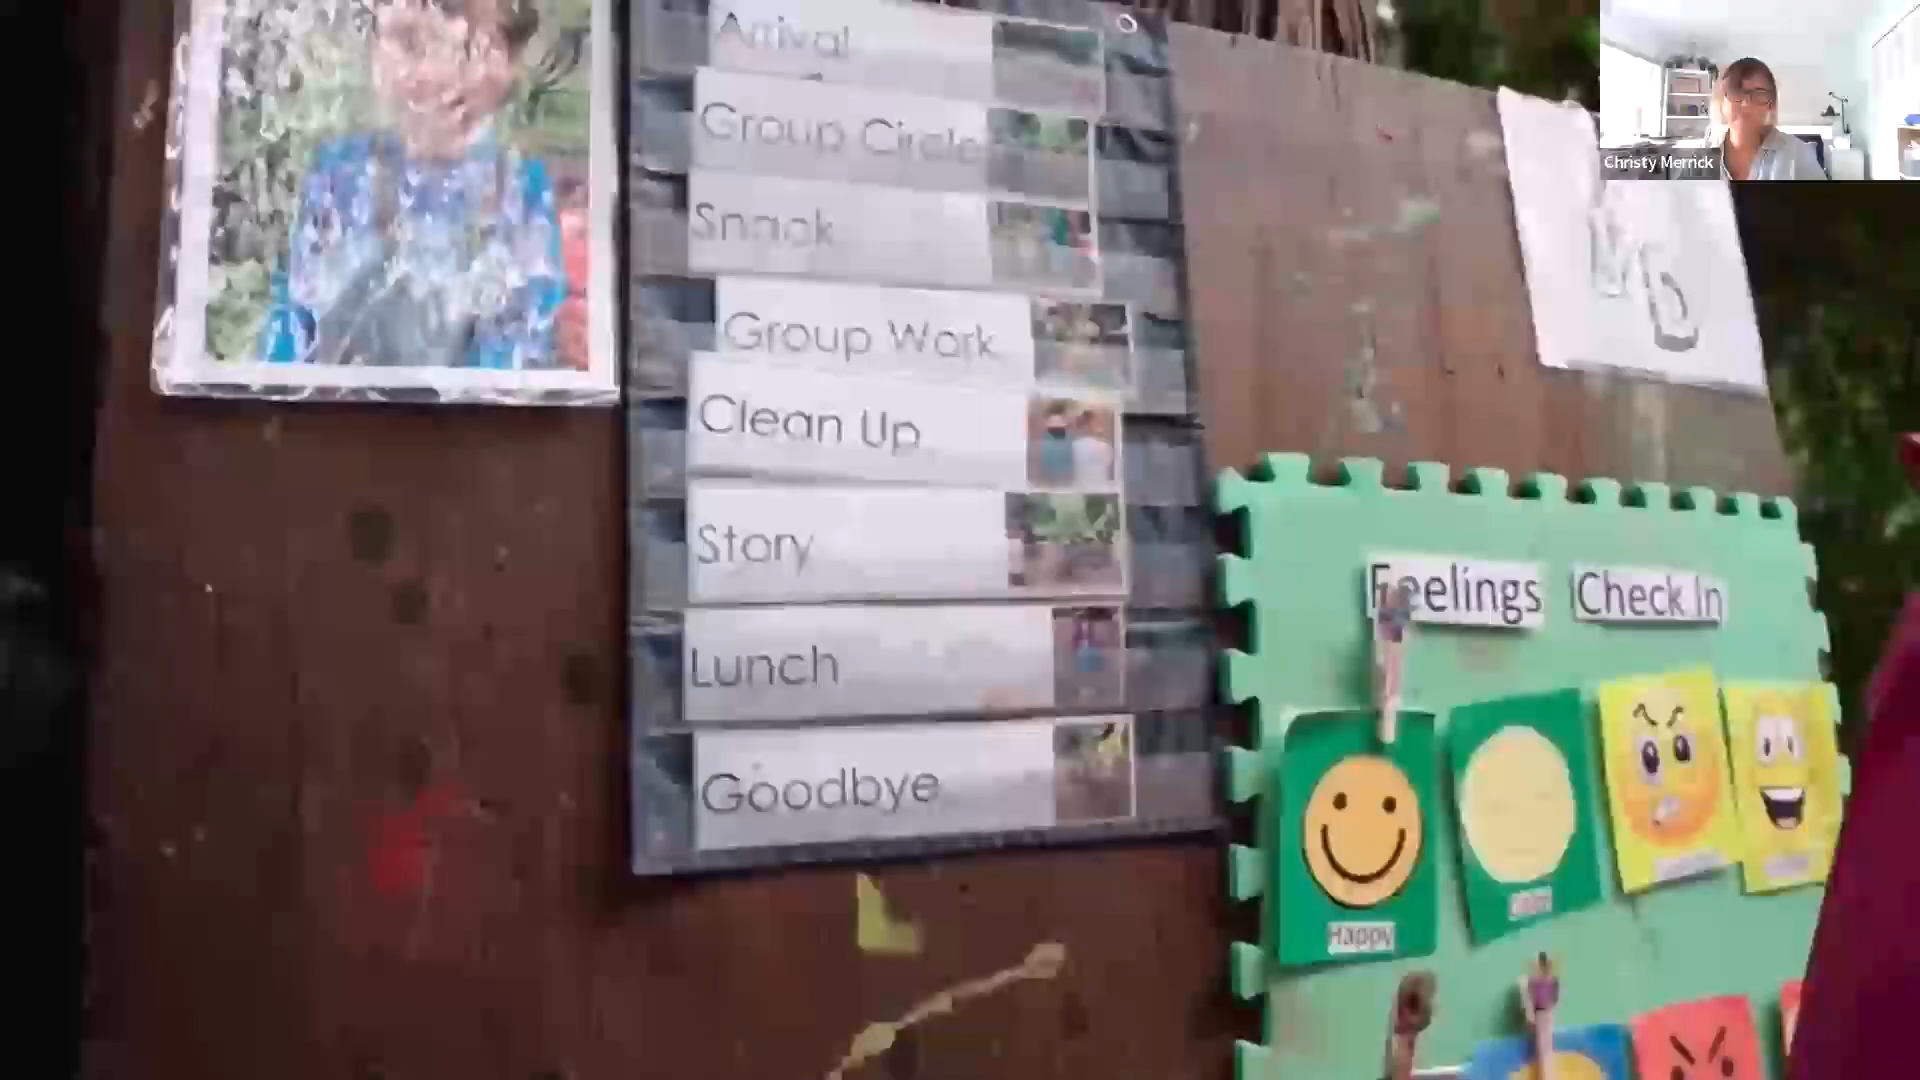 Arrival
Group Circle
Snack
Group Work
Clean Up
Story
Lunch
Goodbye
Feelings Check In
Happy
Christy Merrick